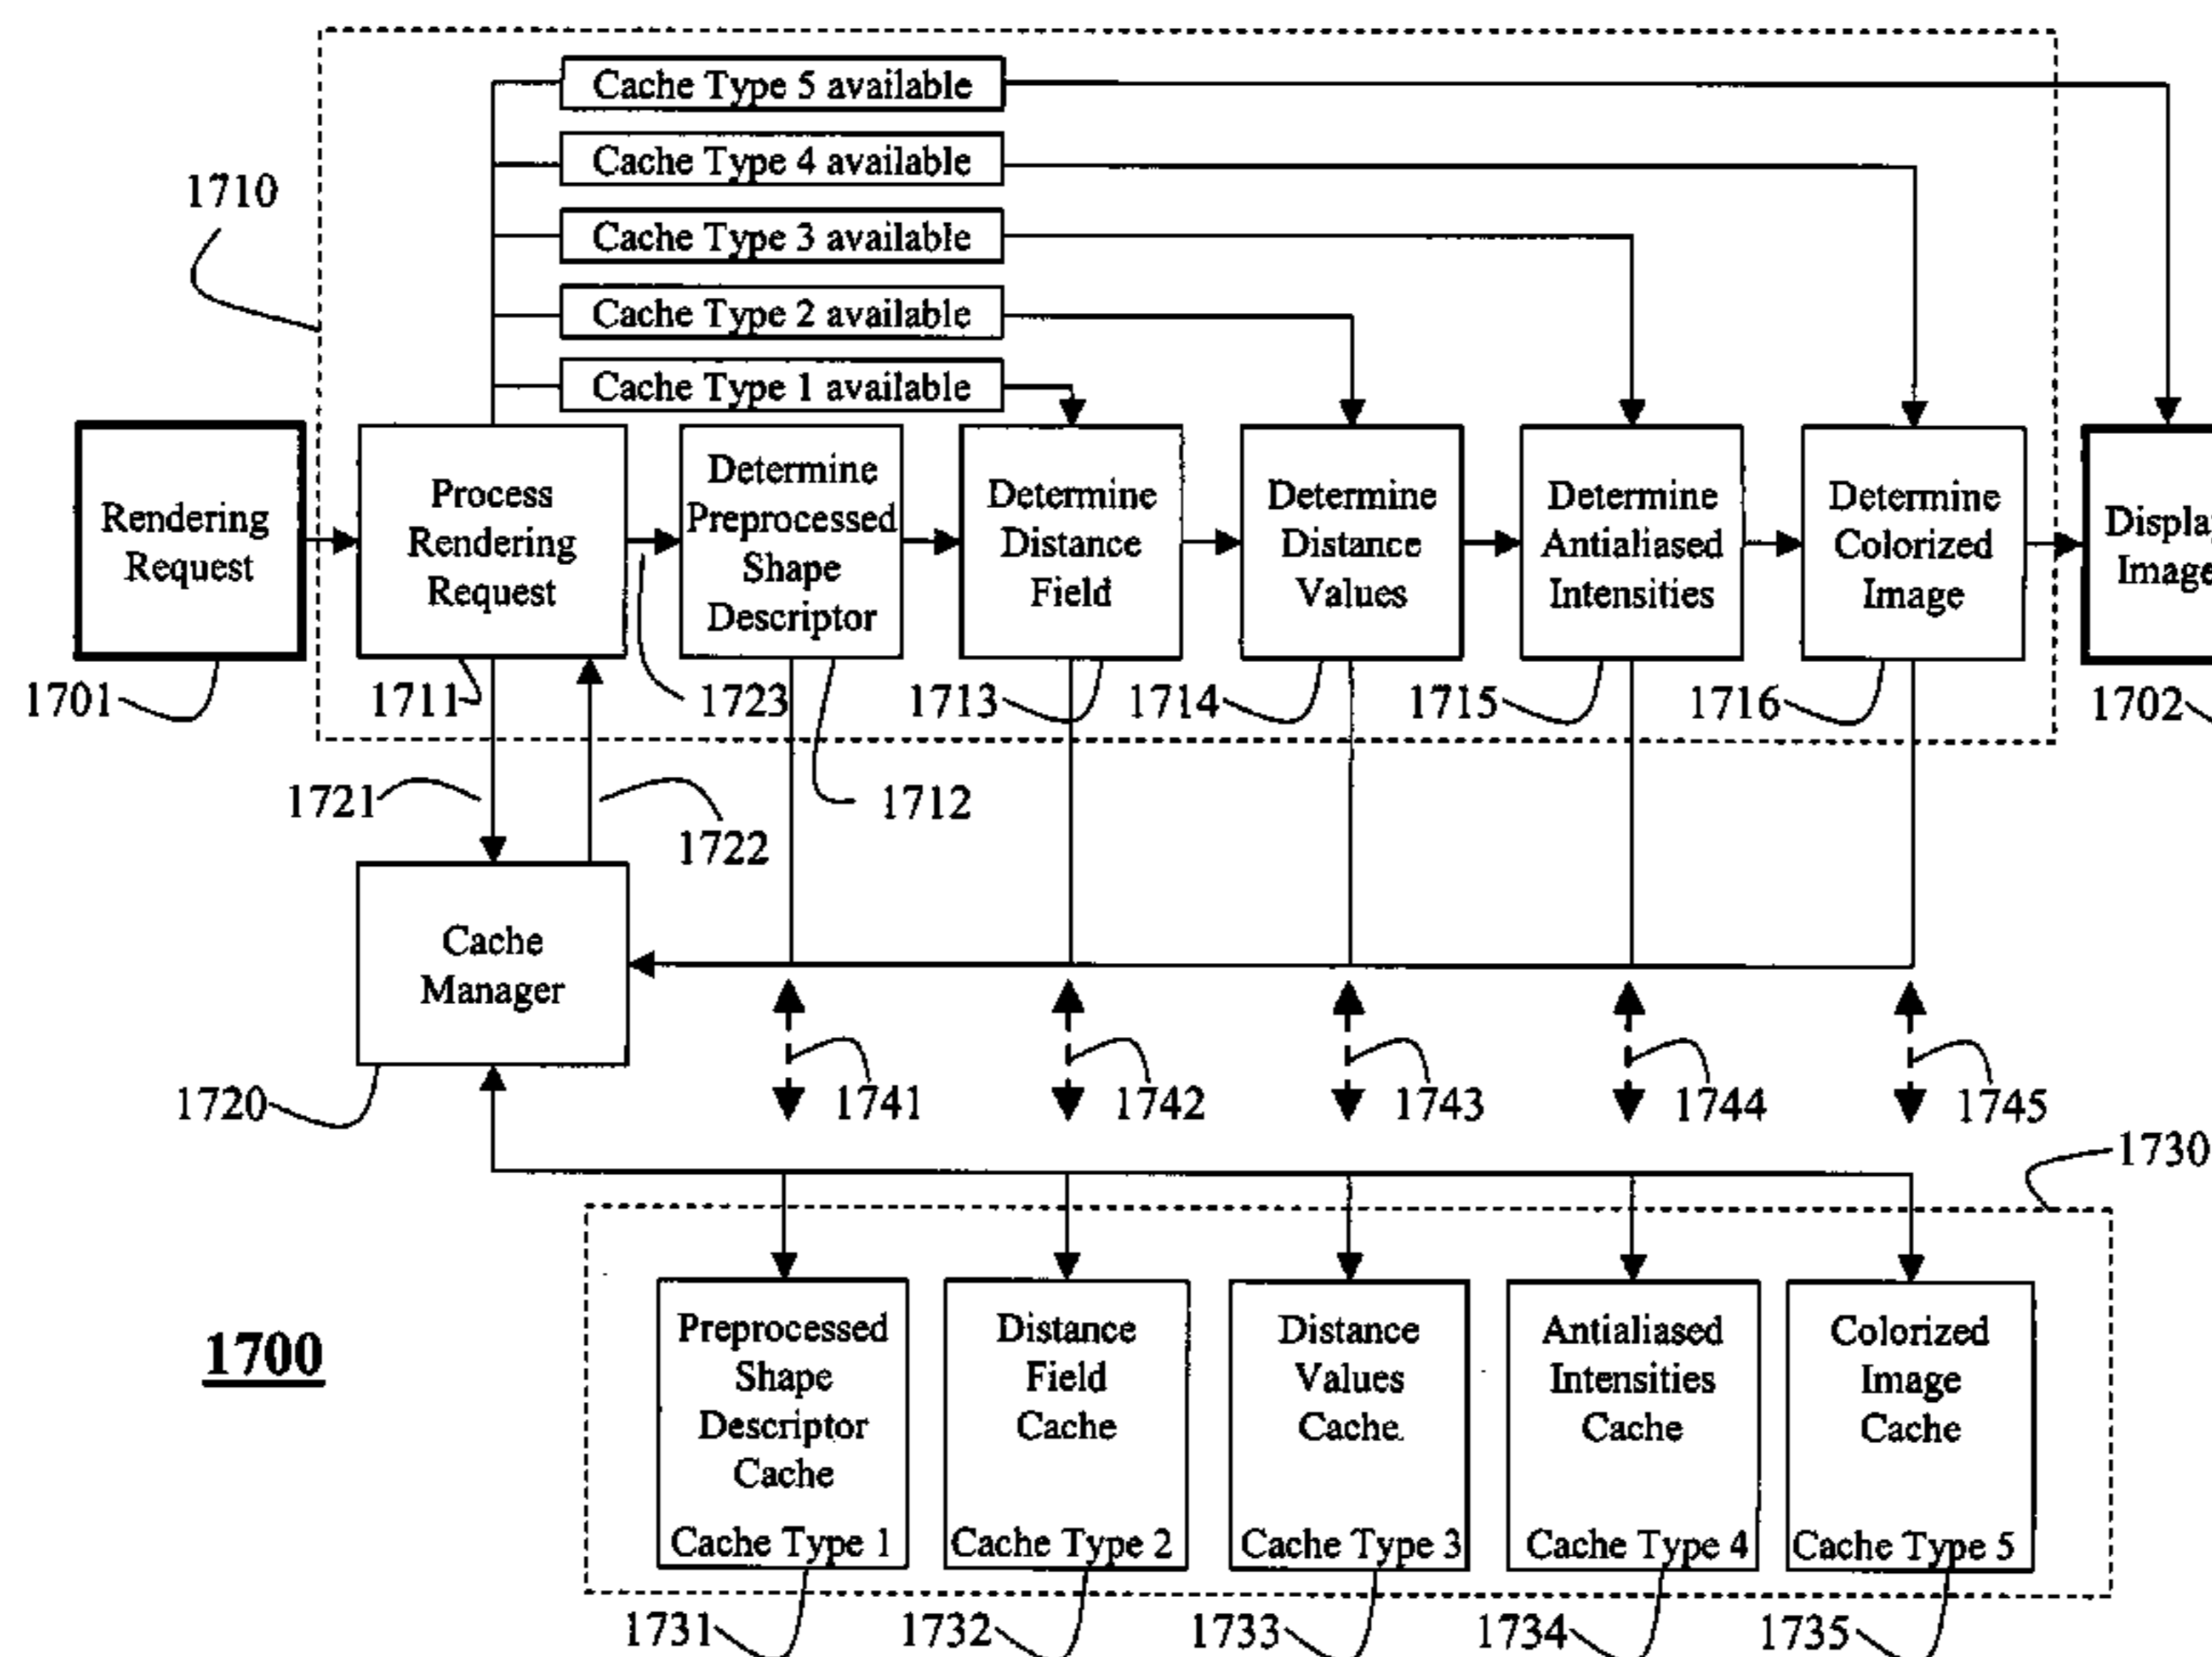 Cache Type 5 available
Cache Type 4 available
1710
Cache Type 3 available
Cache Type 2 available
Cache Type 1 available
Rendering
Request
Process
Rendering
Request
Determine
Preprocessed
Shape
Descriptor
Determine
Distance
Field
Determine
Distance
Values
Determine
Antialiased
Intensities
Determine
Colorized
Image
Display
Image
1701
1711
1723
1713
1714
1715
1716
1702
1721
1722
1712
Cache
Manager
1720
1741
1742
1743
1744
1745
1730
1700
Preprocessed
Shape
Descriptor
Cache
Cache Type 1
Distance
Field
Cache
Cache Type 2
Distance
Values
Cache
Cache Type 3
Antialiased
Intensities
Cache
Cache Type 4
Colorized
Image
Cache
Cache Type 5
1731
1732
1733
1734
1735